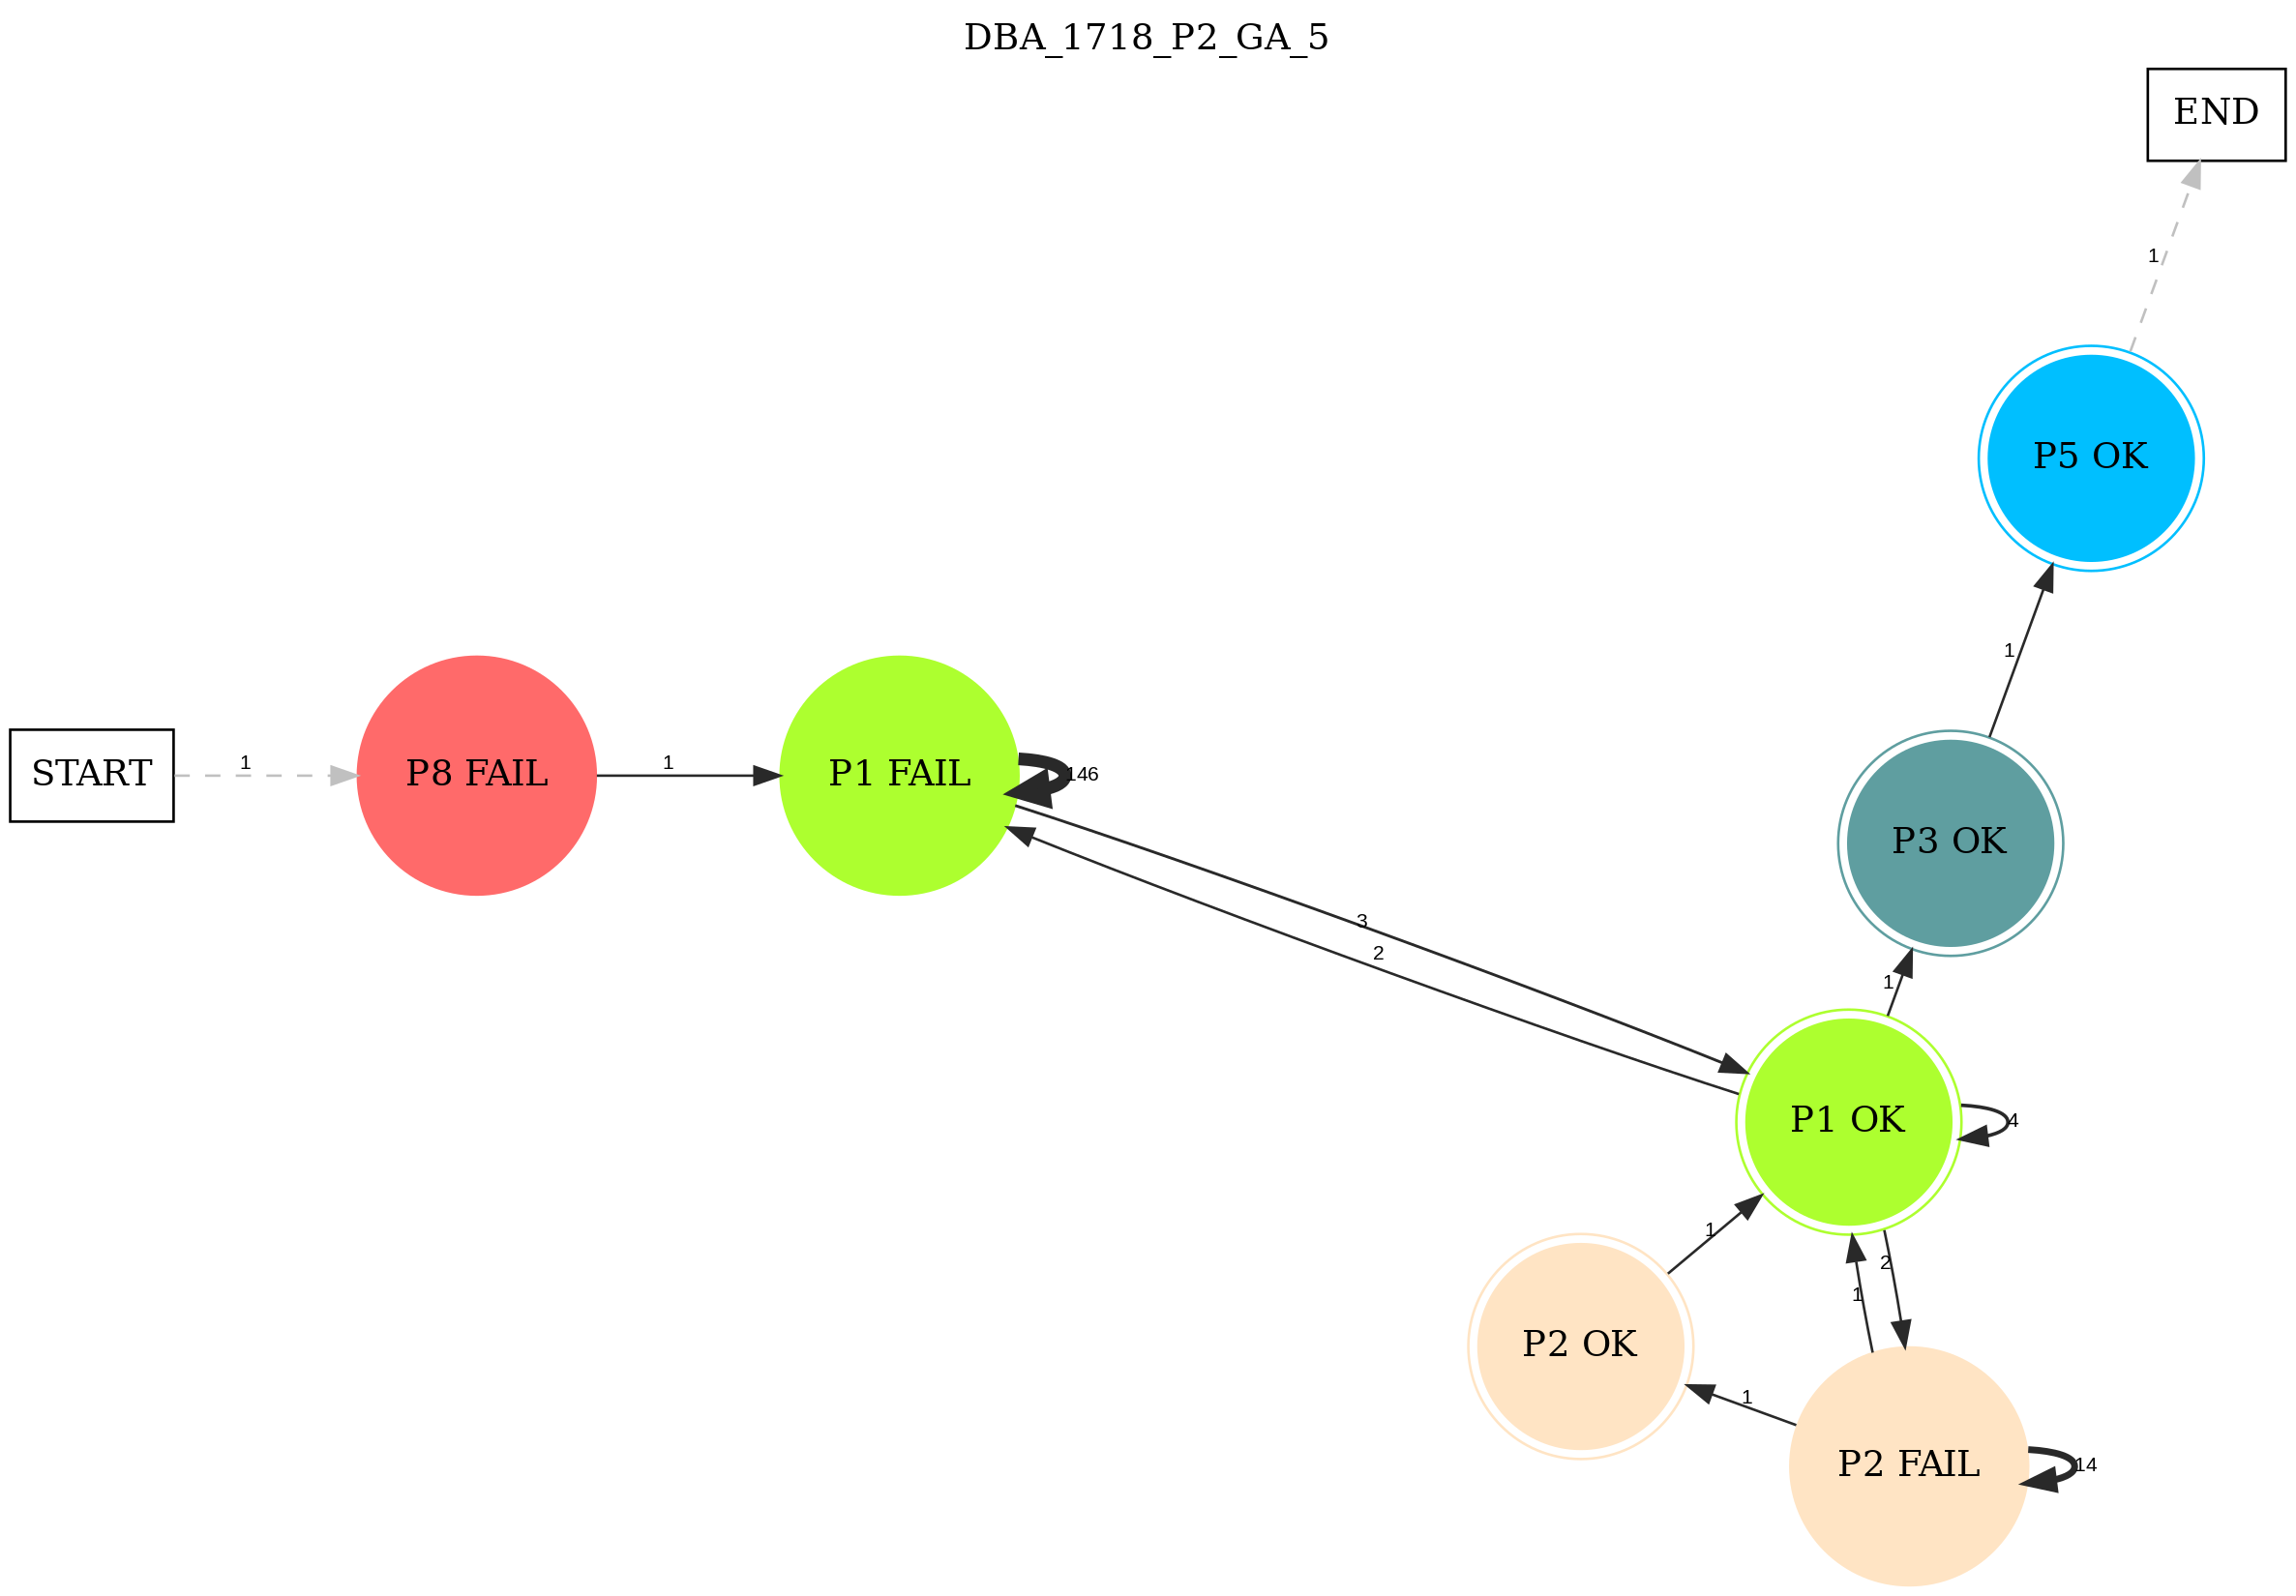 DBA_1718_P2_GA_5
END
1
P5 OK
1
START
1
P8 FAIL
1
P1 FAIL
146
P3 OK
3
2
1
P1 OK
4
1
2
1
P2 OK
1
P2 FAIL
14